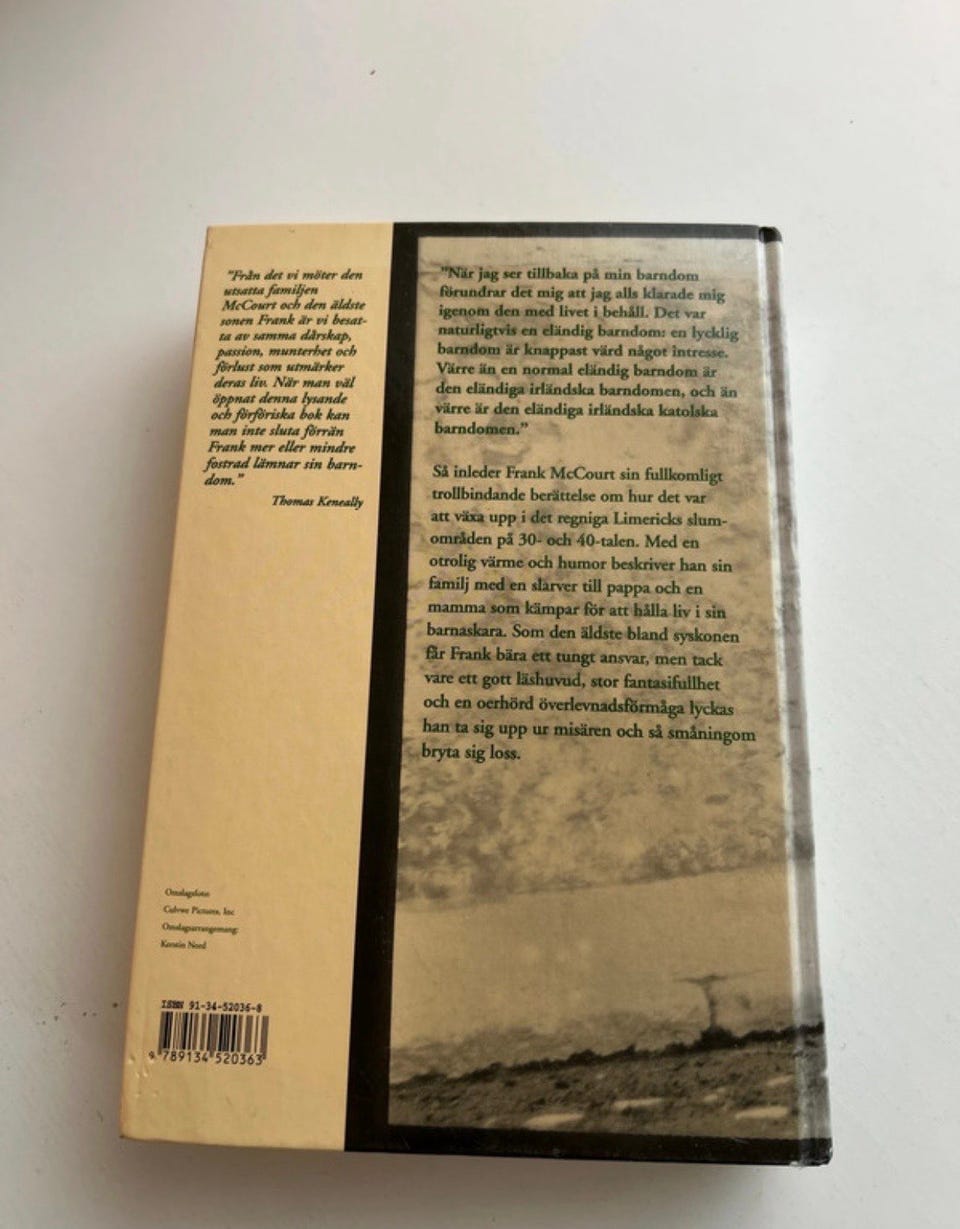 "Från det vi möter den
utsatta familjen
McCourt och den äldste
sonen Frank är vi besat-
ta av samma dårskap,
passion, munterhet och
förlust som utmärker
deras liv. När man väl
öppnat denna lysande
och förföriska bok kan
man inte sluta förrän
Frank mer eller mindre
fostrad lämnar sin barn-
dom."
Thomas Keneally
Omslagsfoto:
Culver Pictures, Inc
Omslagsarrangemang:
Kerstin Nord
ISBN 91-34-52036-8
9 789134 520363
"När jag ser tillbaka på min barndom
förundrar det mig att jag alls klarade mig
igenom den med livet i behåll. Det var
naturligtvis en eländig barndom: en lycklig
barndom är knappast värd något intresse.
Värre än en normal eländig barndom är
den eländiga irländska barndomen, och än
värre är den eländiga irländska katolska
barndomen."
Så inleder Frank McCourt sin fullkomligt
trollbindande berättelse om hur det var
att växa upp i det regniga Limericks slum-
områden på 30- och 40-talen. Med en
otrolig värme och humor beskriver han sin
familj med en slarver till pappa och en
mamma som kämpar för att hålla liv i sin
barnaskara. Som den äldste bland syskonen
får Frank bära ett tungt ansvar, men tack
vare ett gott läshuvud, stor fantasifullhet
och en oerhörd överlevnadsförmåga lyckas
han ta sig upp ur misären och så småningom
bryta sig loss.